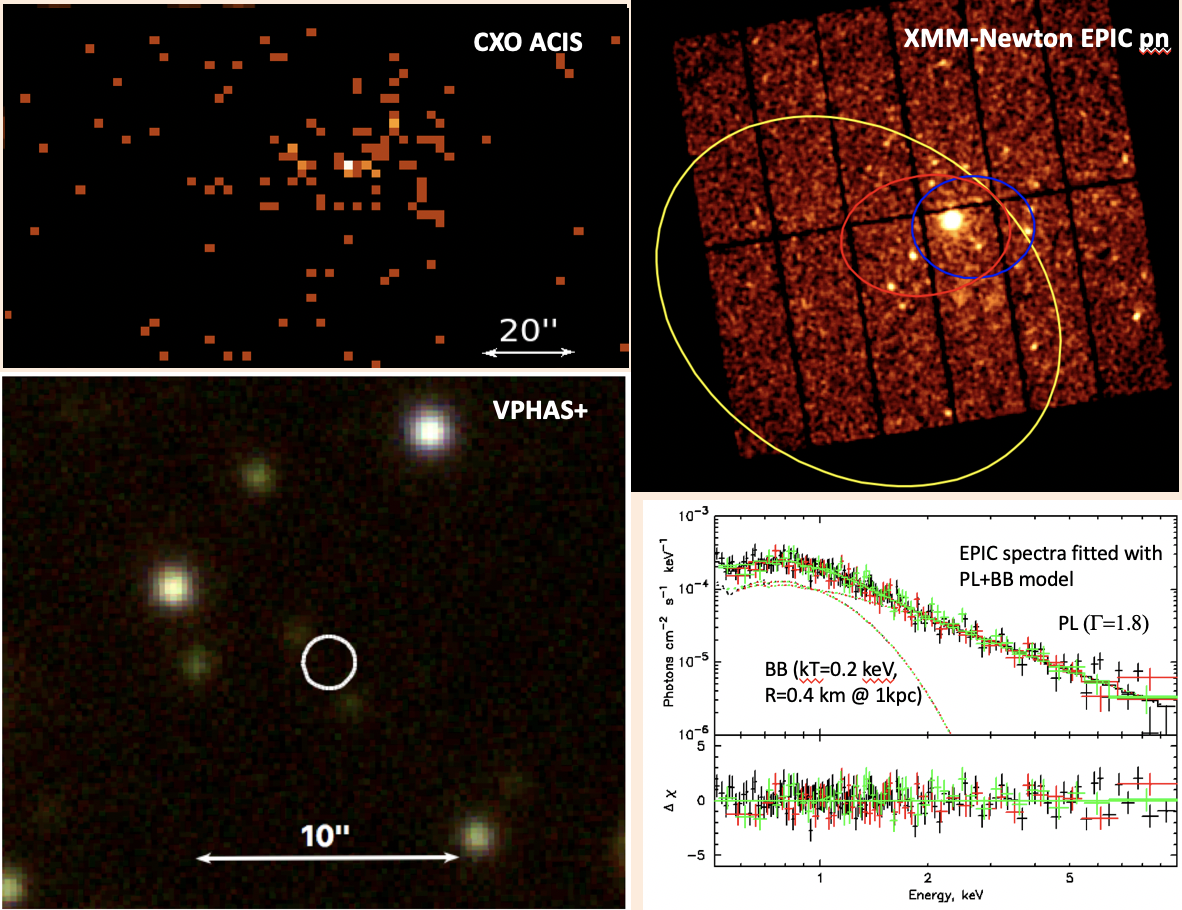 CXO ACIS
20''
XMM-Newton EPIC pn
VPHAS+
10"
10-3
10-4
10-5
10-6
Photons cm-2 s-1 keV-1
EPIC spectra fitted with
PL+BB model
PL (Γ=1.8)
BB (kT=0.2 keV,
R=0.4 km @ 1kpc)
5
0
-5
Δ χ
1 2 5
Energy, keV